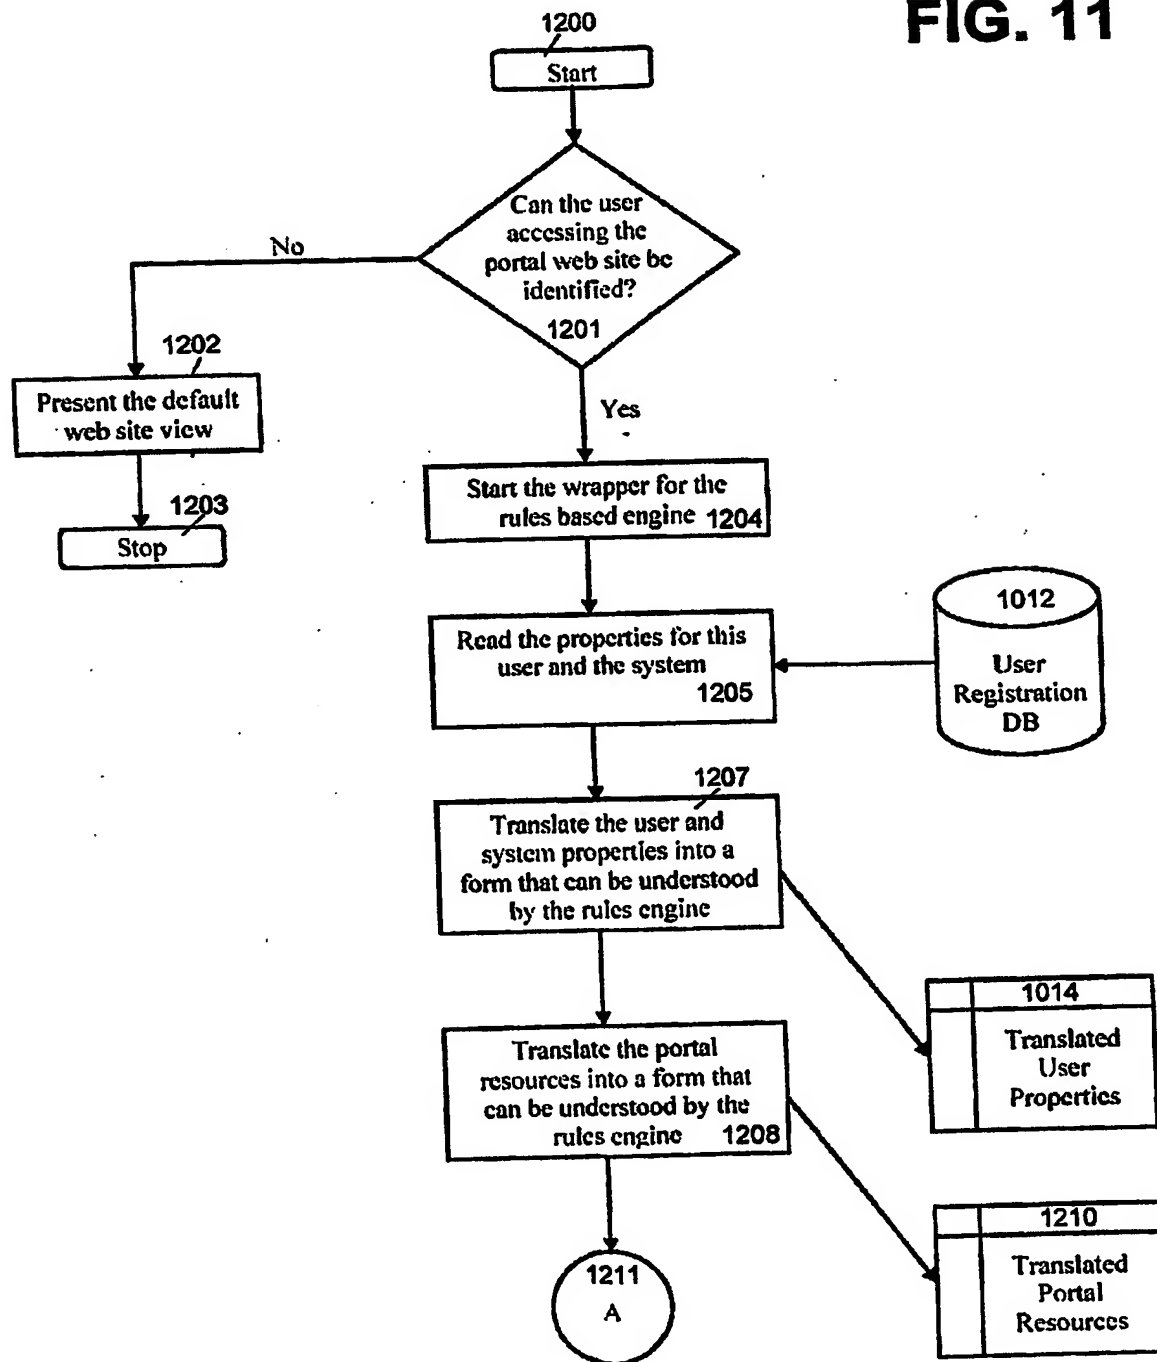 FIG. 11
1200
Start
Can the user
accessing the
portal web site be
identified?
1201
No
Yes
1202
Present the default
web site view
1203
Stop
Start the wrapper for the
rules based engine 1204
Read the properties for this
user and the system
1205
1012
User
Registration
DB
1207
Translate the user and
system properties into a
form that can be understood
by the rules engine
1014
Translated
User
Properties
Translate the portal
resources into a form that
can be understood by the
rules engine 1208
1210
Translated
Portal
Resources
1211
A